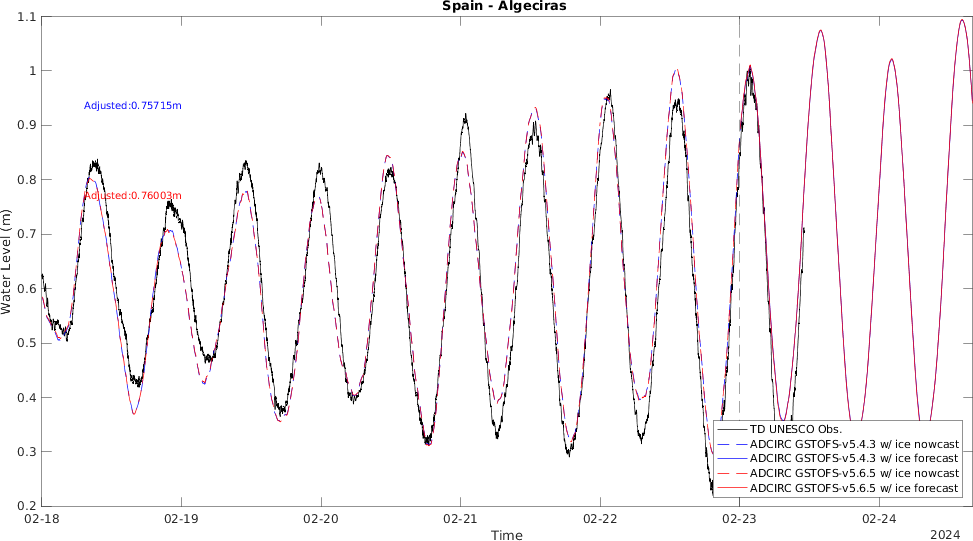 Spain - Algeciras
1.1
1
0.9
0.8
0.7
0.6
0.5
0.4
0.3
0.2
Water Level (m)
Adjusted:0.75715m
Adjusted:0.76003m
TD UNESCO Obs.
ADCIRC GSTOFS-v5.4.3 w/ ice nowcast
ADCIRC GSTOFS-v5.4.3 w/ ice forecast
ADCIRC GSTOFS-v5.6.5 w/ ice nowcast
ADCIRC GSTOFS-v5.6.5 w/ ice forecast
02-18 02-19 02-20 02-21 02-22 02-23 02-24
Time
2024